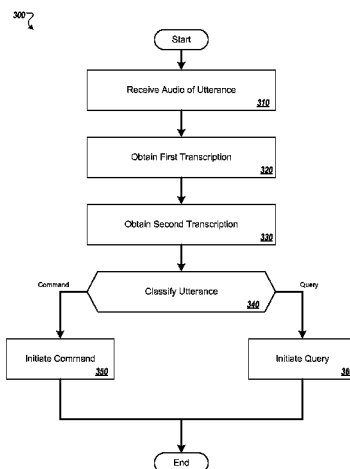 300
Start
Receive Audio of Utterance
310
Obtain First Transcription
320
Obtain Second Transcription
330
Command
Query
Classify Utterance
340
Initiate Command
350
Initiate Query
End